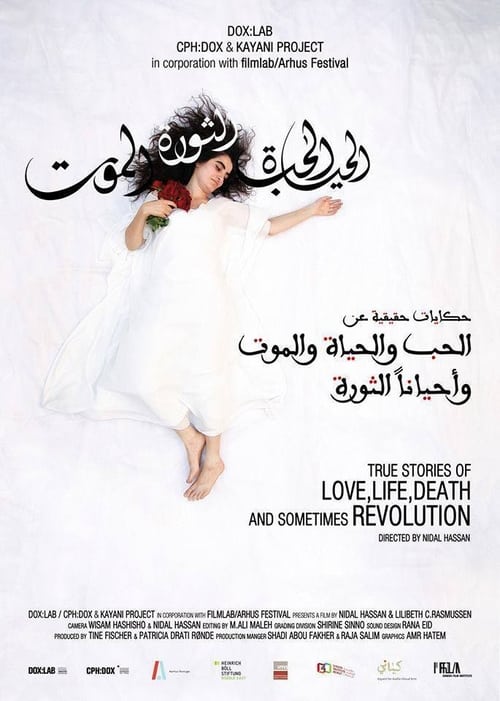 DOX:LAB
CPH:DOX & KAYANI PROJECT
in corporation with filmlab/Arhus Festival
الحب الحياة الثورة الموت
حكايات حقيقية عن
الحب والحياة والموت
وأحياناً الثورة
TRUE STORIES OF
LOVE,LIFE,DEATH
AND SOMETIMES REVOLUTION
DIRECTED BY NIDAL HASSAN
DOX:LAB / CPH:DOX & KAYANI PROJECT IN CORPORATION WITH FILMLAB/ARHUS FESTIVAL PRESENTS A FILM BY NIDAL HASSAN & LILIBETH C.RASMUSSEN
CAMERA WISAM HASHISHO & NIDAL HASSAN EDITING BY M.ALI MALEH GRADING DIVISION SHIRINE SINNO SOUND DESIGN RANA EID
PRODUCED BY TINE FISCHER & PATRICIA DRATI RØNDE PRODUCTION MANGER SHADI ABOU FAKHER & RAJA SALIM GRAPHICS AMR HATEM
DOX:LAB CPH:DOX HEINRICH BÖLL STIFTUNG MIDDLE EAST كياني